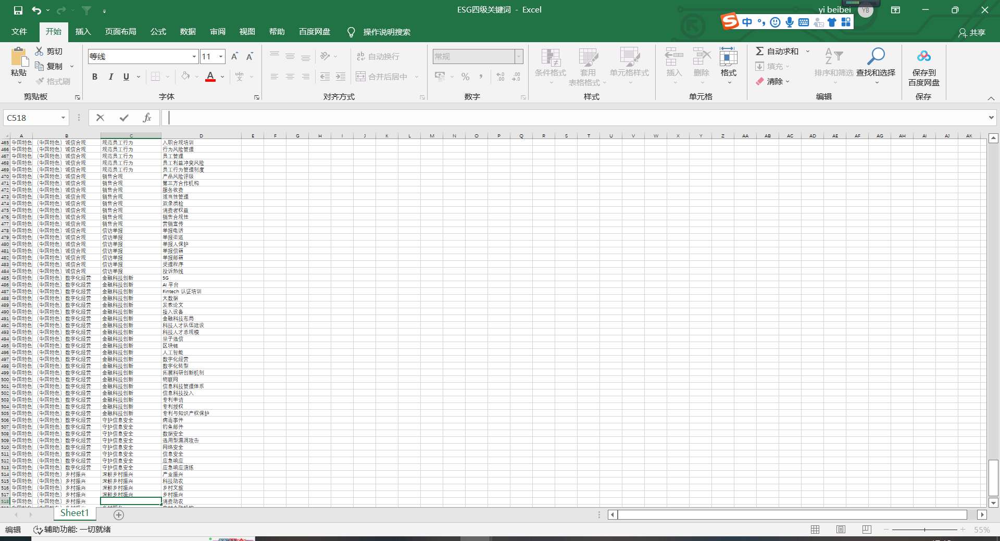 ESG四级关键词 - Excel
yi beibei
YB
中
文件 开始 插入 页面布局 公式 数据 审阅 视图 帮助 百度网盘 操作说明搜索
共享
粘贴 剪切 复制 格式刷 剪贴板
等线 11 A A B I U A wén 文 字体
ab 自动换行 合并后居中 对齐方式
常规 % 数字
条件格式 套用 表格格式 单元格样式 样式
插入 删除 格式 单元格
自动求和 填充 清除 排序和筛选 查找和选择 编辑
保存到 百度网盘 保存
C518 fx
A B C D E F G H I J K L M N O P Q R S T U V W X Y Z AA AB AC AD AE AF AG AH AI AJ AK
465 中国特色 （中国特色）诚信合规 规范员工行为 入职合规培训
466 中国特色 （中国特色）诚信合规 规范员工行为 行为风险管理
467 中国特色 （中国特色）诚信合规 规范员工行为 员工管理
468 中国特色 （中国特色）诚信合规 规范员工行为 员工利益冲突风险
469 中国特色 （中国特色）诚信合规 规范员工行为 员工行为管理制度
470 中国特色 （中国特色）诚信合规 销售合规 产品风险评级
471 中国特色 （中国特色）诚信合规 销售合规 第三方合作机构
472 中国特色 （中国特色）诚信合规 销售合规 服务收费
473 中国特色 （中国特色）诚信合规 销售合规 适当性管理
474 中国特色 （中国特色）诚信合规 销售合规 双录质检
475 中国特色 （中国特色）诚信合规 销售合规 消费者权益
476 中国特色 （中国特色）诚信合规 销售合规 销售合规性
477 中国特色 （中国特色）诚信合规 销售合规 营销宣传
478 中国特色 （中国特色）诚信合规 信访举报 举报电话
479 中国特色 （中国特色）诚信合规 信访举报 举报渠道
480 中国特色 （中国特色）诚信合规 信访举报 举报人保护
481 中国特色 （中国特色）诚信合规 信访举报 举报信箱
482 中国特色 （中国特色）诚信合规 信访举报 举报邮箱
483 中国特色 （中国特色）诚信合规 信访举报 受理程序
484 中国特色 （中国特色）诚信合规 信访举报 投诉热线
485 中国特色 （中国特色）数字化经营 金融科技创新 5G
486 中国特色 （中国特色）数字化经营 金融科技创新 AI 平台
487 中国特色 （中国特色）数字化经营 金融科技创新 Fintech 认证培训
488 中国特色 （中国特色）数字化经营 金融科技创新 大数据
489 中国特色 （中国特色）数字化经营 金融科技创新 发表论文
490 中国特色 （中国特色）数字化经营 金融科技创新 接入设备
491 中国特色 （中国特色）数字化经营 金融科技创新 金融科技布局
492 中国特色 （中国特色）数字化经营 金融科技创新 科技人才队伍建设
493 中国特色 （中国特色）数字化经营 金融科技创新 科技人才总规模
494 中国特色 （中国特色）数字化经营 金融科技创新 量子通信
495 中国特色 （中国特色）数字化经营 金融科技创新 区块链
496 中国特色 （中国特色）数字化经营 金融科技创新 人工智能
497 中国特色 （中国特色）数字化经营 金融科技创新 数字化经营
498 中国特色 （中国特色）数字化经营 金融科技创新 数字化转型
499 中国特色 （中国特色）数字化经营 金融科技创新 拓展科研创新机制
500 中国特色 （中国特色）数字化经营 金融科技创新 物联网
501 中国特色 （中国特色）数字化经营 金融科技创新 信息科技管理体系
502 中国特色 （中国特色）数字化经营 金融科技创新 信息科技投入
503 中国特色 （中国特色）数字化经营 金融科技创新 专利申请
504 中国特色 （中国特色）数字化经营 金融科技创新 专利授权
505 中国特色 （中国特色）数字化经营 金融科技创新 专利与知识产权保护
506 中国特色 （中国特色）数字化经营 守护信息安全 病毒事件
507 中国特色 （中国特色）数字化经营 守护信息安全 钓鱼邮件
508 中国特色 （中国特色）数字化经营 守护信息安全 数据安全
509 中国特色 （中国特色）数字化经营 守护信息安全 通用型漏洞攻击
510 中国特色 （中国特色）数字化经营 守护信息安全 网络安全
511 中国特色 （中国特色）数字化经营 守护信息安全 信息安全
512 中国特色 （中国特色）数字化经营 守护信息安全 应急响应
513 中国特色 （中国特色）数字化经营 守护信息安全 应急响应演练
514 中国特色 （中国特色）乡村振兴 深耕乡村振兴 产业振兴
515 中国特色 （中国特色）乡村振兴 深耕乡村振兴 科技助农
516 中国特色 （中国特色）乡村振兴 深耕乡村振兴 乡村文旅
517 中国特色 （中国特色）乡村振兴 深耕乡村振兴 乡村振兴
518 中国特色 （中国特色）乡村振兴 消费助农
Sheet1
编辑 辅助功能: 一切就绪 55%